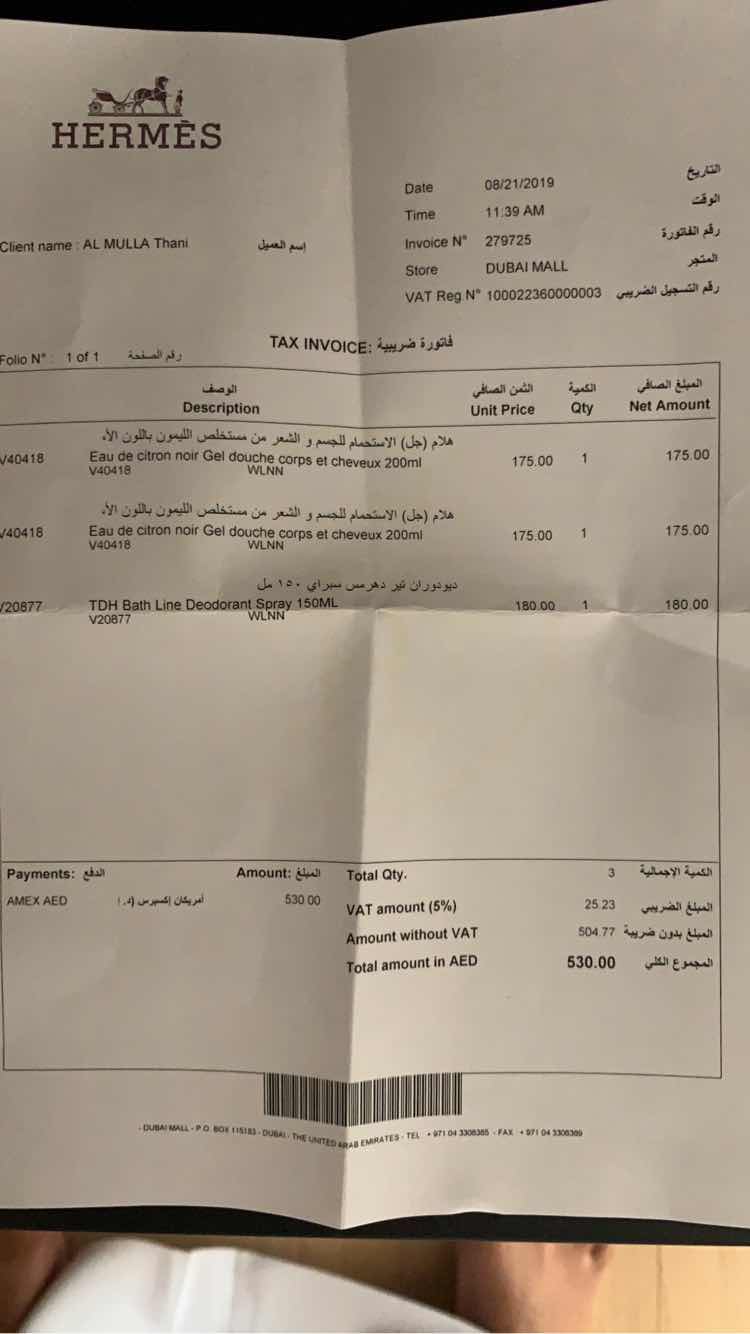 HERMÈS
Date 08/21/2019 التاريخ
Time 11:39 AM الوقت
Invoice N° 279725 رقم الفاتورة
Store DUBAI MALL المتجر
VAT Reg.N° 100022360000003 رقم التسجيل الضريبي
Client name : AL MULLA Thani إسم العميل
TAX INVOICE: فاتورة ضريبية
Folio N° : 1 of 1 رقم الصفحة
الوصف الثمن الصافي الكمية المبلغ الصافي
Description Unit Price Qty Net Amount
هلام (جل) الاستحمام للجسم و الشعر من مستخلص الليمون باللون الأ،
V40418 Eau de citron noir Gel douche corps et cheveux 200ml 175.00 1 175.00
V40418 WLNN
هلام (جل) الاستحمام للجسم و الشعر من مستخلص الليمون باللون الأ،
V40418 Eau de citron noir Gel douche corps et cheveux 200ml 175.00 1 175.00
V40418 WLNN
ديودوران تير دهرمس سبراي ١٥٠ مل
V20877 TDH Bath Line Deodorant Spray 150ML 180.00 1 180.00
V20877 WLNN
Payments: الدفع Amount: المبلغ
AMEX AED أمريكان إكسبرس (د.إ 530.00
Total Qty. 3 الكمية الإجمالية
VAT amount (5%) 25.23 المبلغ الضريبي
Amount without VAT 504.77 المبلغ بدون ضريبة
Total amount in AED 530.00 المجموع الكلي
- DUBAI MALL - P.O. BOX 115183 - DUBAI - THE UNITED ARAB EMIRATES - TEL +971 04 3308385 - FAX +971 04 3308389